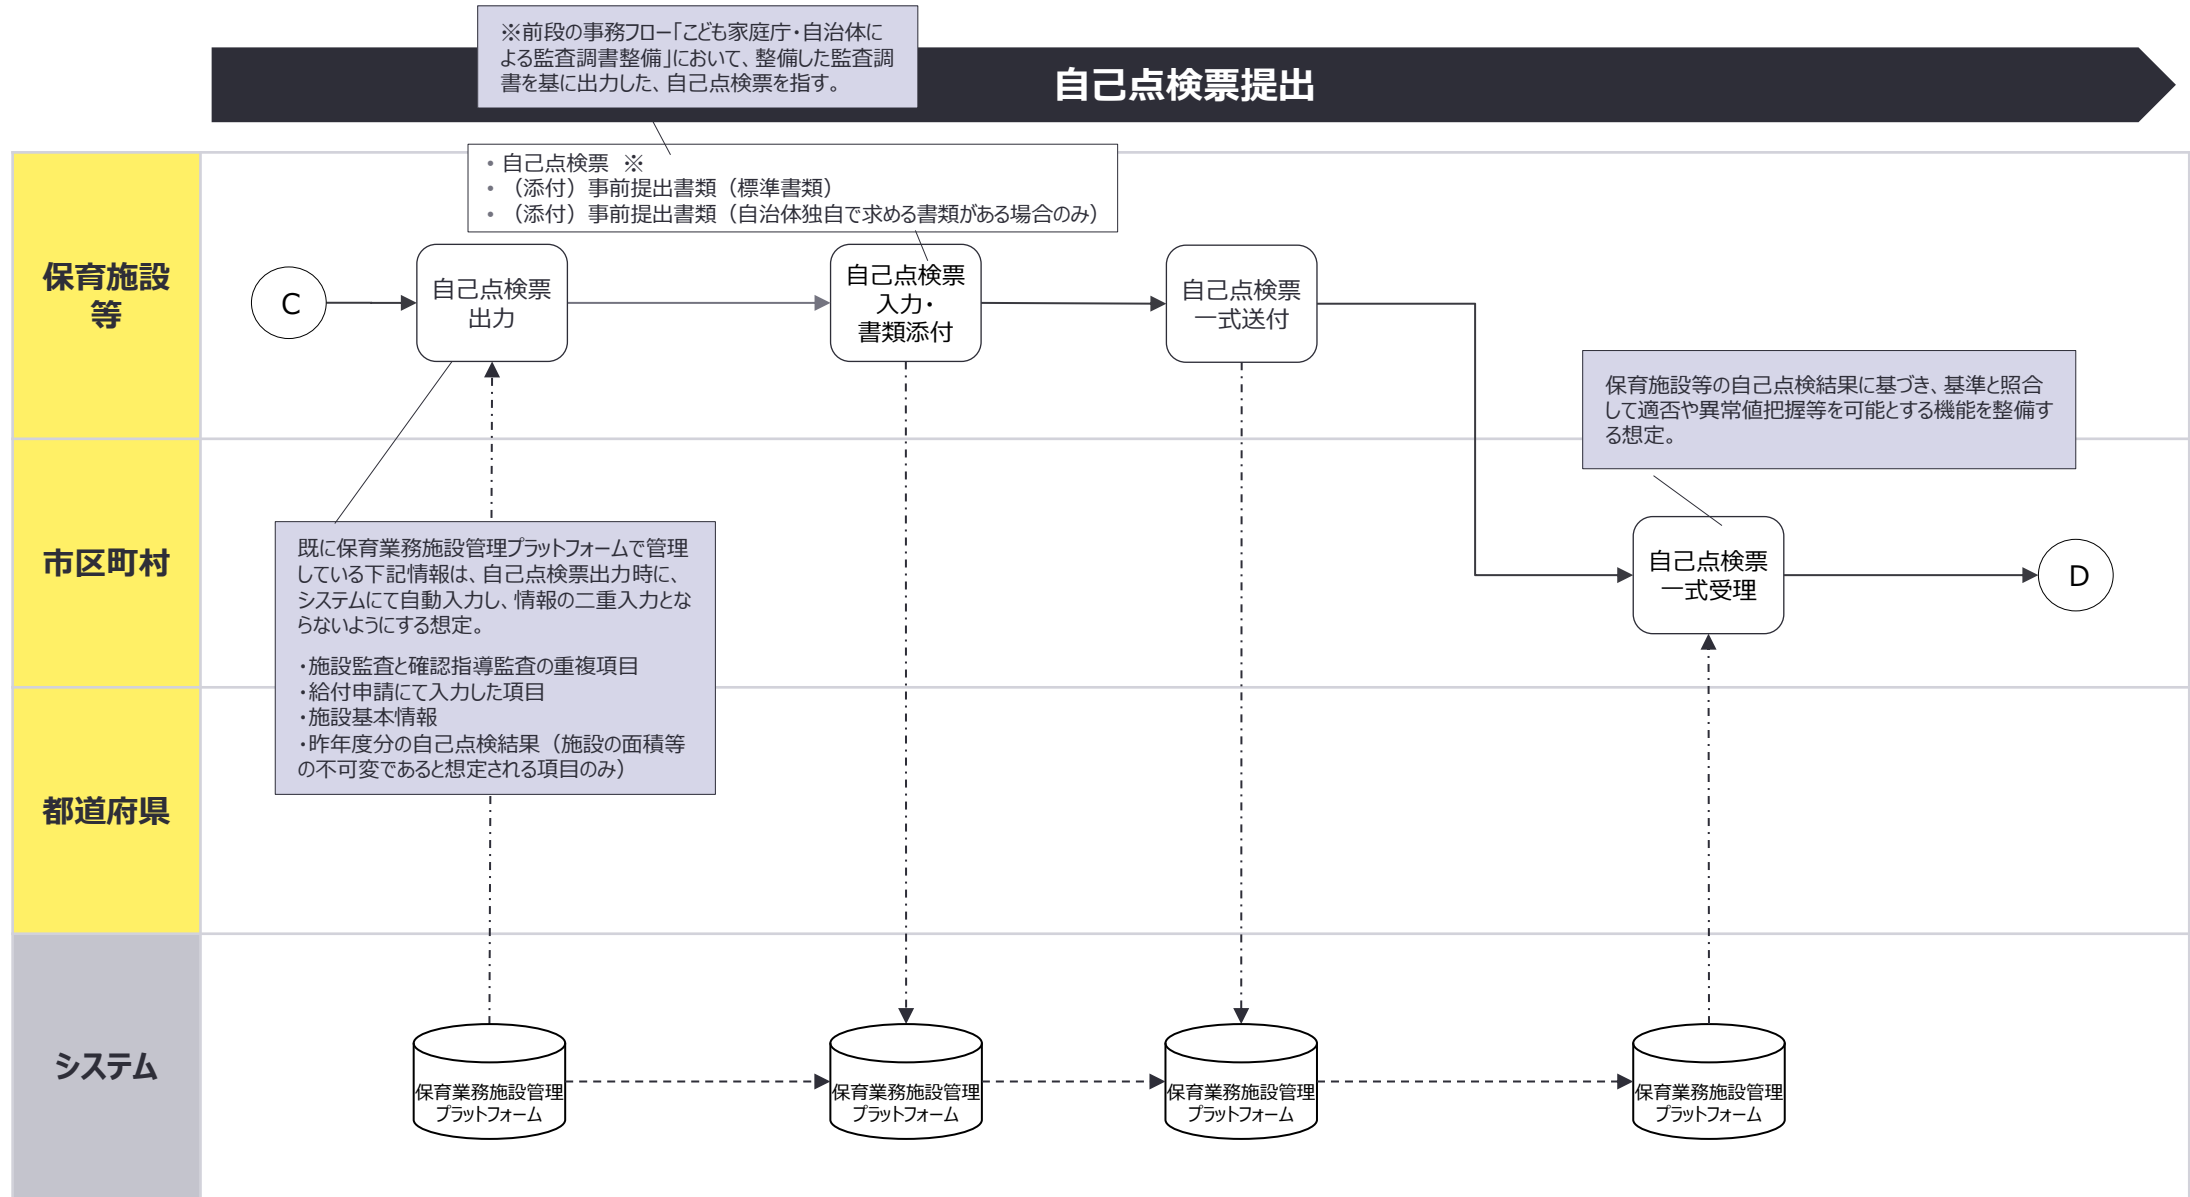 ※前段の事務フロー「こども家庭庁・自治体に
よる監査調書整備」において、整備した監査調
書を基に出力した、自己点検票を指す。
自己点検票提出
・自己点検票 ※
・（添付）事前提出書類（標準書類）
・（添付）事前提出書類（自治体独自で求める書類がある場合のみ）
保育施設
等
C
自己点検票
出力
自己点検票
入力・
書類添付
自己点検票
一式送付
保育施設等の自己点検結果に基づき、基準と照合
して適否や異常値把握等を可能とする機能を整備す
る想定。
市区町村
既に保育業務施設管理プラットフォームで管理
している下記情報は、自己点検票出力時に、
システムにて自動入力し、情報の二重入力とな
らないようにする想定。
・施設監査と確認指導監査の重複項目
・給付申請にて入力した項目
・施設基本情報
・昨年度分の自己点検結果（施設の面積等
の不可変であると想定される項目のみ）
自己点検票
一式受理
D
都道府県
システム
保育業務施設管理
プラットフォーム
保育業務施設管理
プラットフォーム
保育業務施設管理
プラットフォーム
保育業務施設管理
プラットフォーム